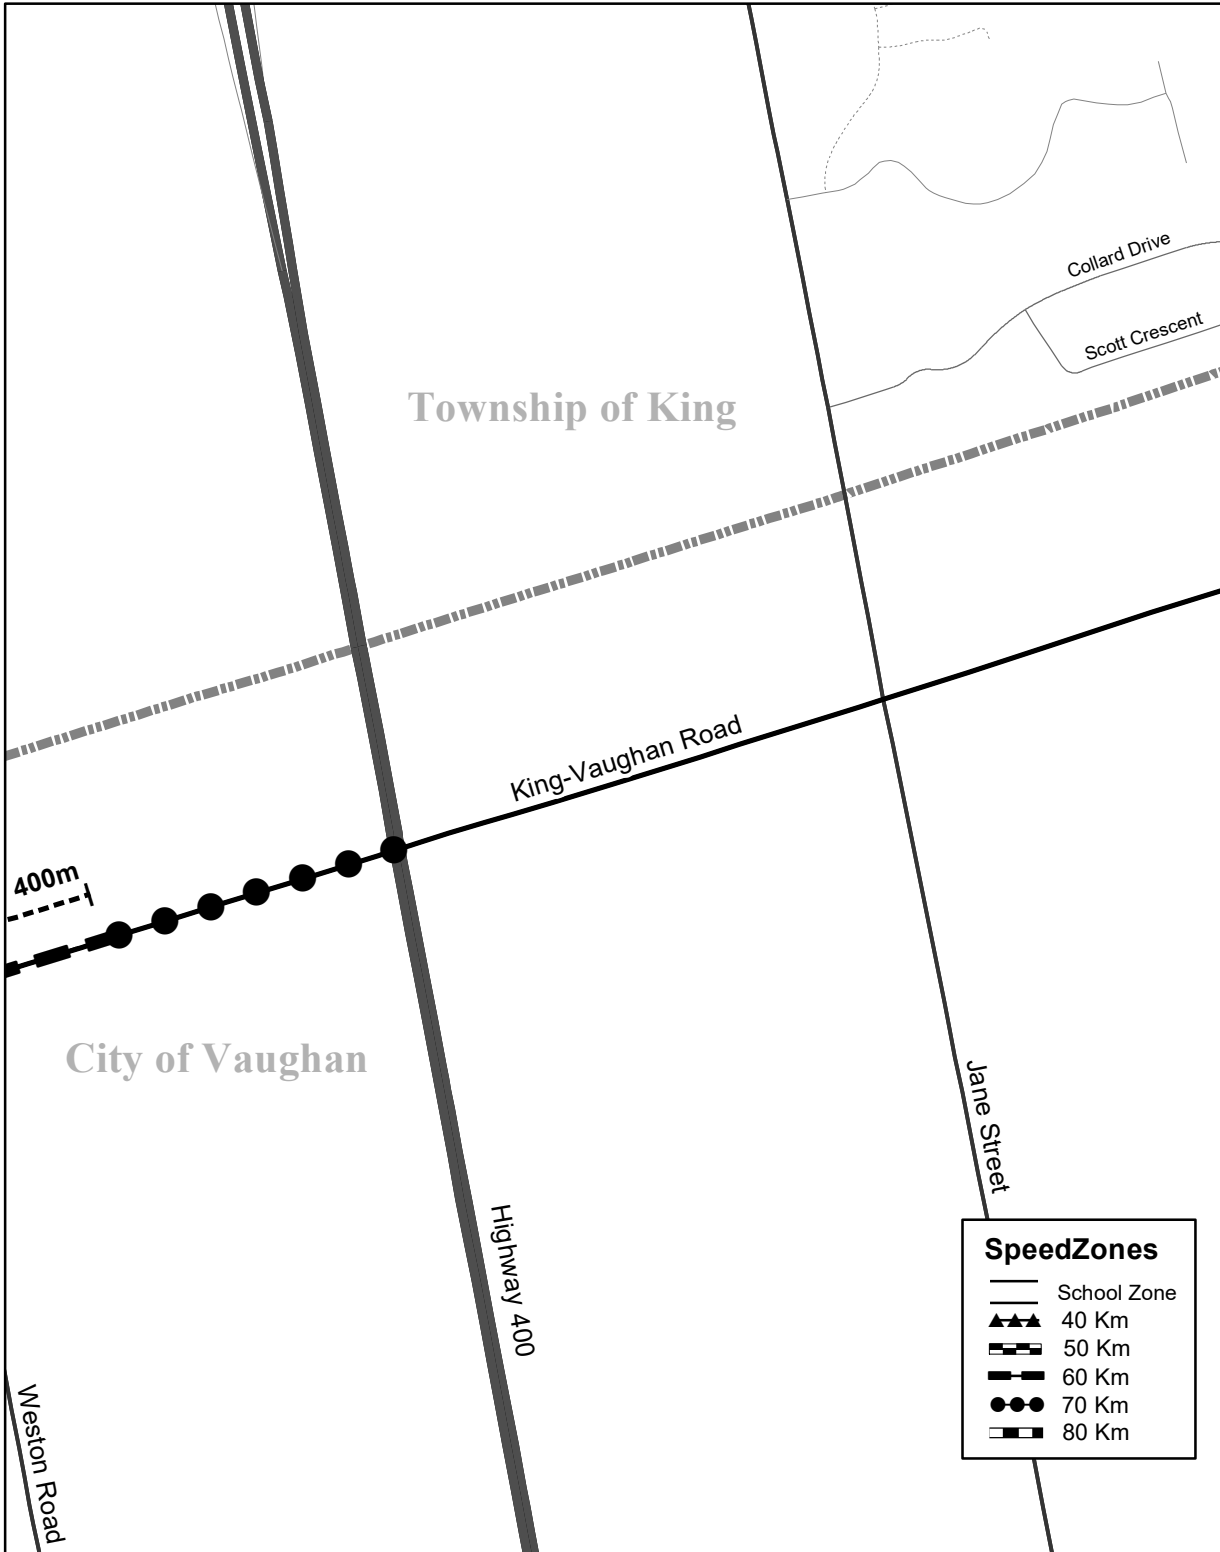 Collard Drive
Scott Crescent
Township of King
King-Vaughan Road
400m
City of Vaughan
Jane Street
Highway 400
Weston Road
SpeedZones
School Zone
40 Km
50 Km
60 Km
70 Km
80 Km